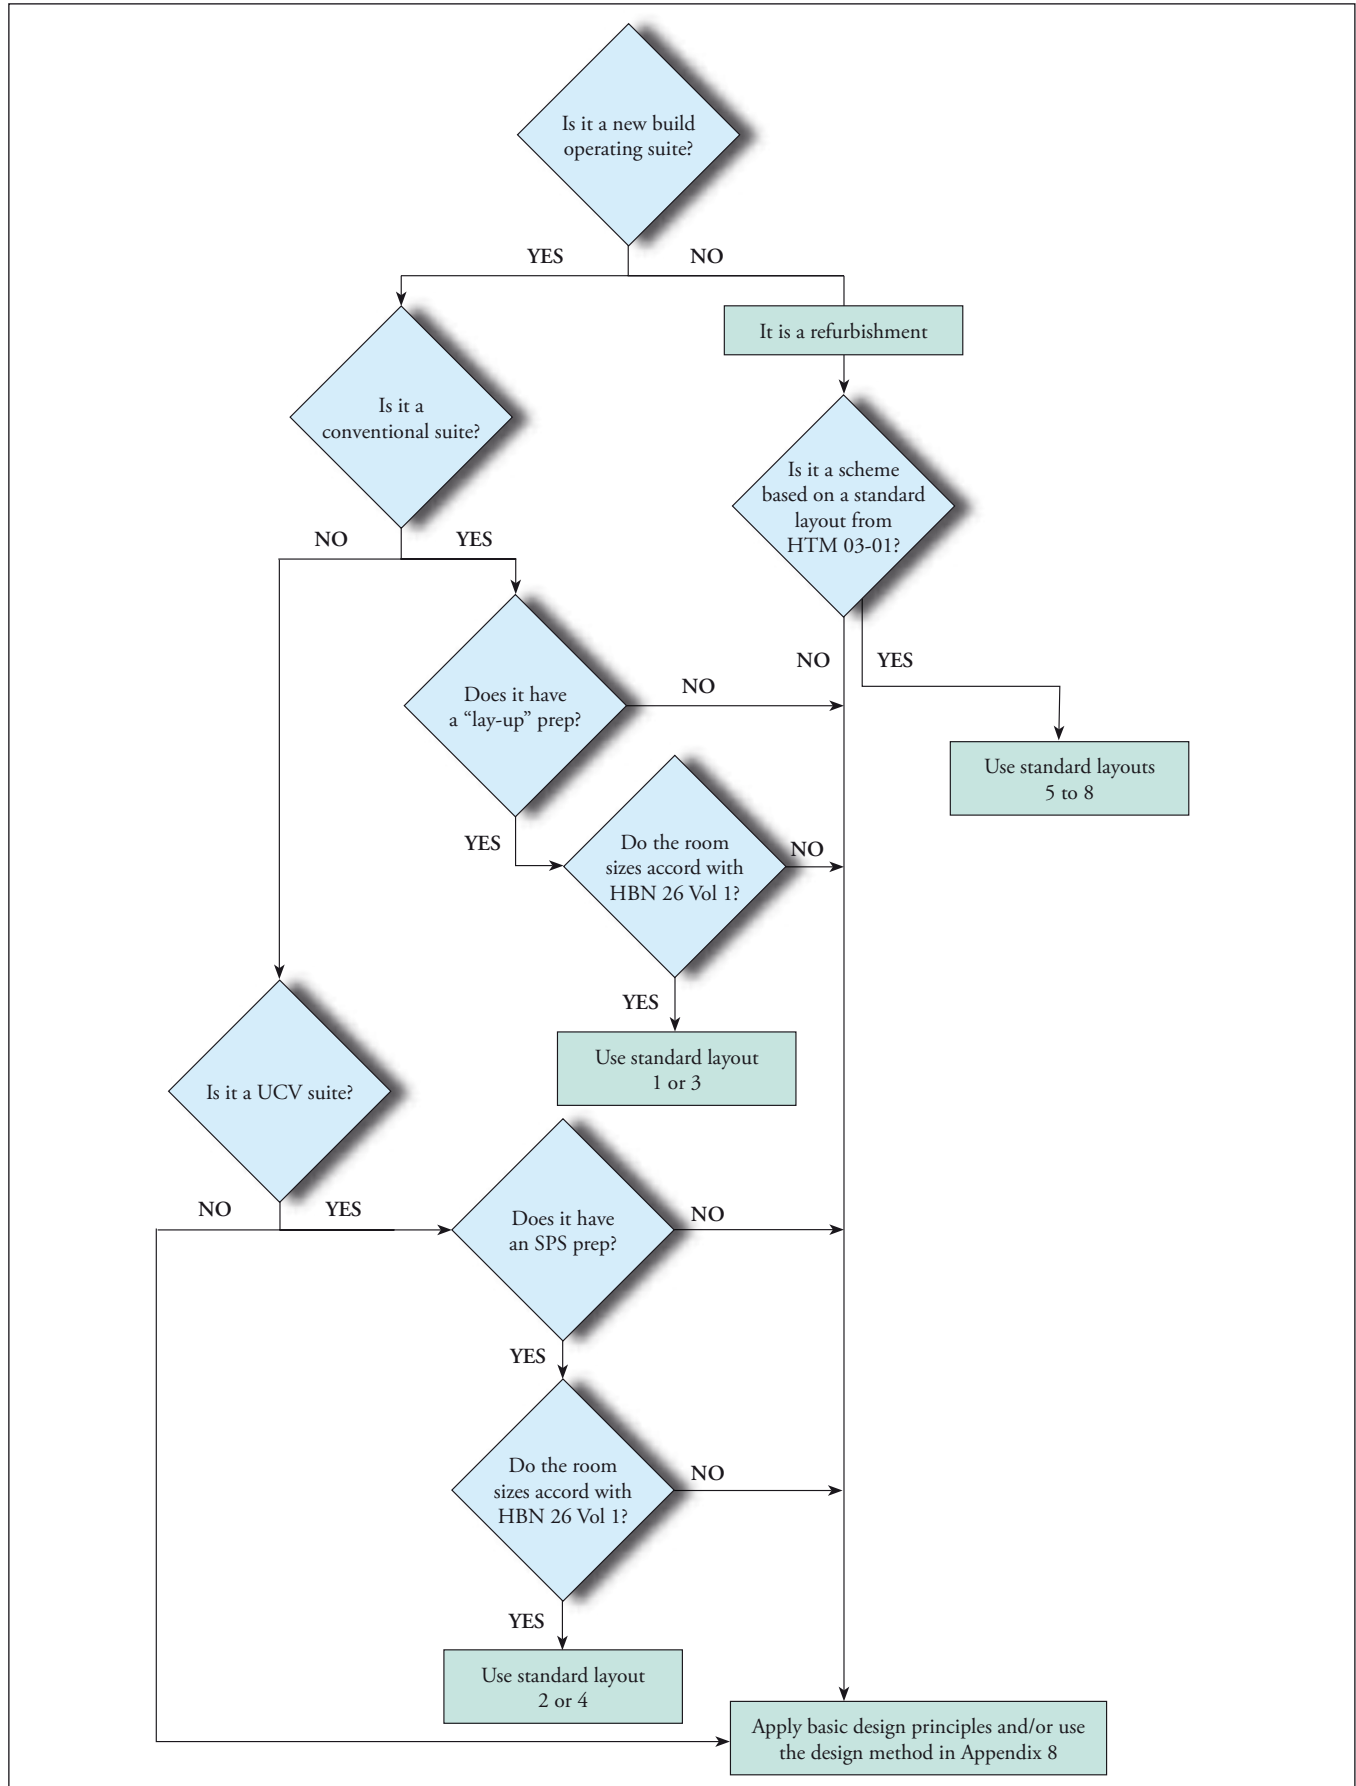 Is it a new build
operating suite?
YES
NO
It is a refurbishment
Is it a
conventional suite?
Is it a scheme
based on a standard
layout from
HTM 03-01?
NO
YES
NO
YES
Does it have
a “lay-up” prep?
NO
Use standard layouts
5 to 8
YES
Do the room
sizes accord with
HBN 26 Vol 1?
NO
YES
Use standard layout
1 or 3
Is it a UCV suite?
NO
YES
Does it have
an SPS prep?
NO
YES
Do the room
sizes accord with
HBN 26 Vol 1?
NO
YES
Use standard layout
2 or 4
Apply basic design principles and/or use
the design method in Appendix 8